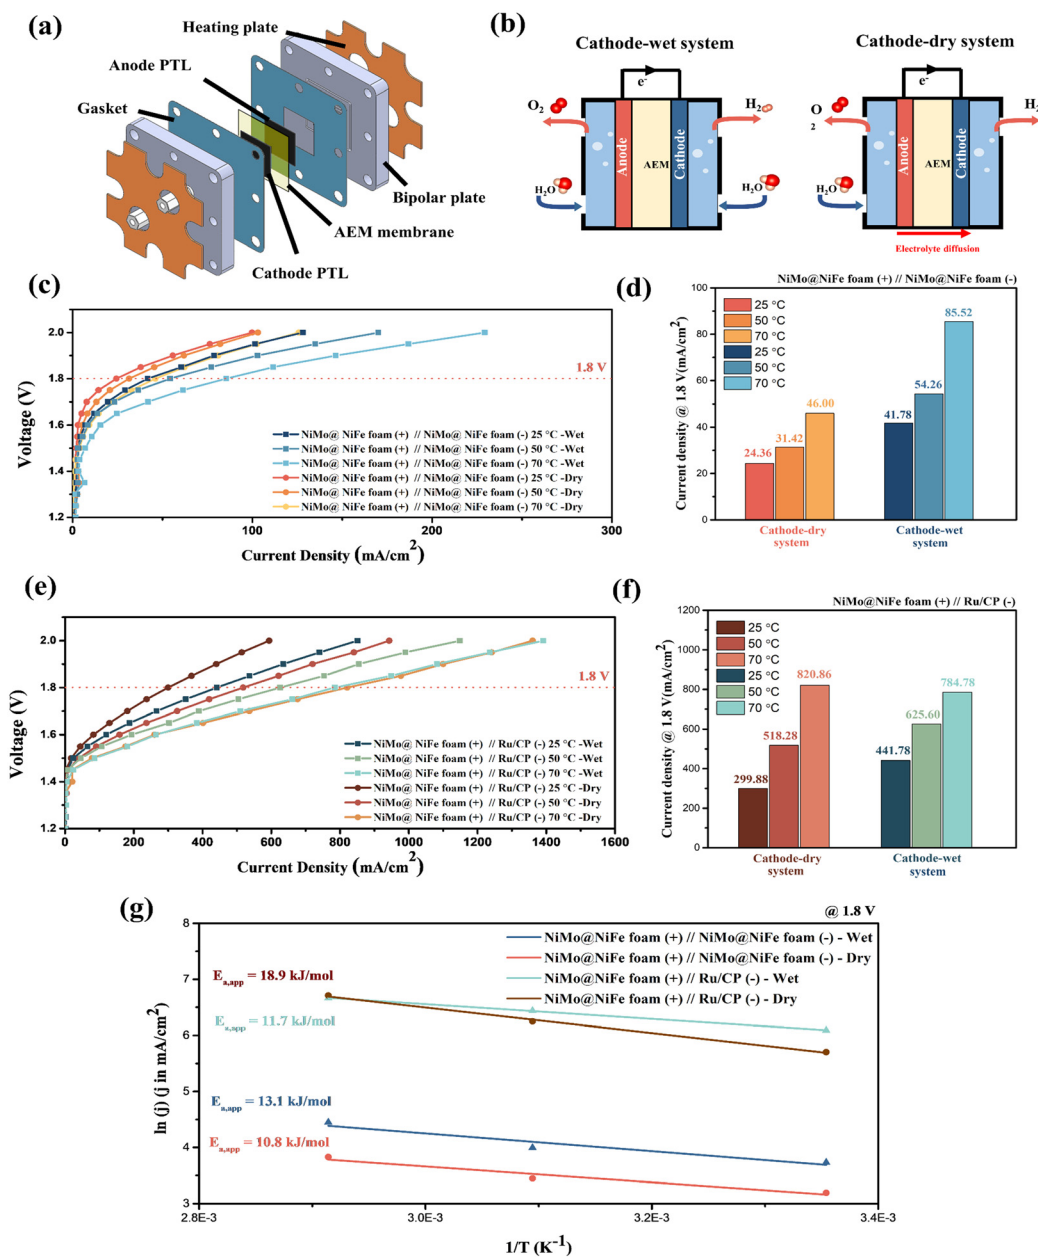 (a)
Heating plate
Anode PTL
Gasket
Bipolar plate
AEM membrane
Cathode PTL
(b)
Cathode-wet system
e-
O2
H2
Anode
AEM
Cathode
H2O
H2O
Cathode-dry system
e-
O
2
H
Anode
AEM
Cathode
H2O
Electrolyte diffusion
(c)
Voltage (V)
2.0
1.8
1.6
1.4
1.2
1.8 V
NiMo@ NiFe foam (+) // NiMo@ NiFe foam (-) 25 °C -Wet
NiMo@ NiFe foam (+) // NiMo@ NiFe foam (-) 50 °C -Wet
NiMo@ NiFe foam (+) // NiMo@ NiFe foam (-) 70 °C -Wet
NiMo@ NiFe foam (+) // NiMo@ NiFe foam (-) 25 °C -Dry
NiMo@ NiFe foam (+) // NiMo@ NiFe foam (-) 50 °C -Dry
NiMo@ NiFe foam (+) // NiMo@ NiFe foam (-) 70 °C -Dry
0 100 200 300
Current Density (mA/cm2)
(d)
NiMo@NiFe foam (+) // NiMo@NiFe foam (-)
Current density @ 1.8 V(mA/cm2)
100
80
60
40
20
0
25 °C
50 °C
70 °C
25 °C
50 °C
70 °C
24.36
31.42
46.00
41.78
54.26
85.52
Cathode-dry
system
Cathode-wet
system
(e)
Voltage (V)
2.0
1.8
1.6
1.4
1.2
1.8 V
NiMo@ NiFe foam (+) // Ru/CP (-) 25 °C -Wet
NiMo@ NiFe foam (+) // Ru/CP (-) 50 °C -Wet
NiMo@ NiFe foam (+) // Ru/CP (-) 70 °C -Wet
NiMo@ NiFe foam (+) // Ru/CP (-) 25 °C -Dry
NiMo@ NiFe foam (+) // Ru/CP (-) 50 °C -Dry
NiMo@ NiFe foam (+) // Ru/CP (-) 70 °C -Dry
0 200 400 600 800 1000 1200 1400 1600
Current Density (mA/cm2)
(f)
NiMo@NiFe foam (+) // Ru/CP (-)
Current density @ 1.8 V(mA/cm2)
1200
1000
800
600
400
200
0
25 °C
50 °C
70 °C
25 °C
50 °C
70 °C
299.88
518.28
820.86
441.78
625.60
784.78
Cathode-dry
system
Cathode-wet
system
(g)
@ 1.8 V
ln (j) (j in mA/cm2)
8
7
6
5
4
3
NiMo@NiFe foam (+) // NiMo@NiFe foam (-) - Wet
NiMo@NiFe foam (+) // NiMo@NiFe foam (-) - Dry
NiMo@NiFe foam (+) // Ru/CP (-) - Wet
NiMo@NiFe foam (+) // Ru/CP (-) - Dry
Ea,app = 18.9 kJ/mol
Ea,app = 11.7 kJ/mol
Ea,app = 13.1 kJ/mol
Ea,app = 10.8 kJ/mol
2.8E-3 3.0E-3 3.2E-3 3.4E-3
1/T (K-1)